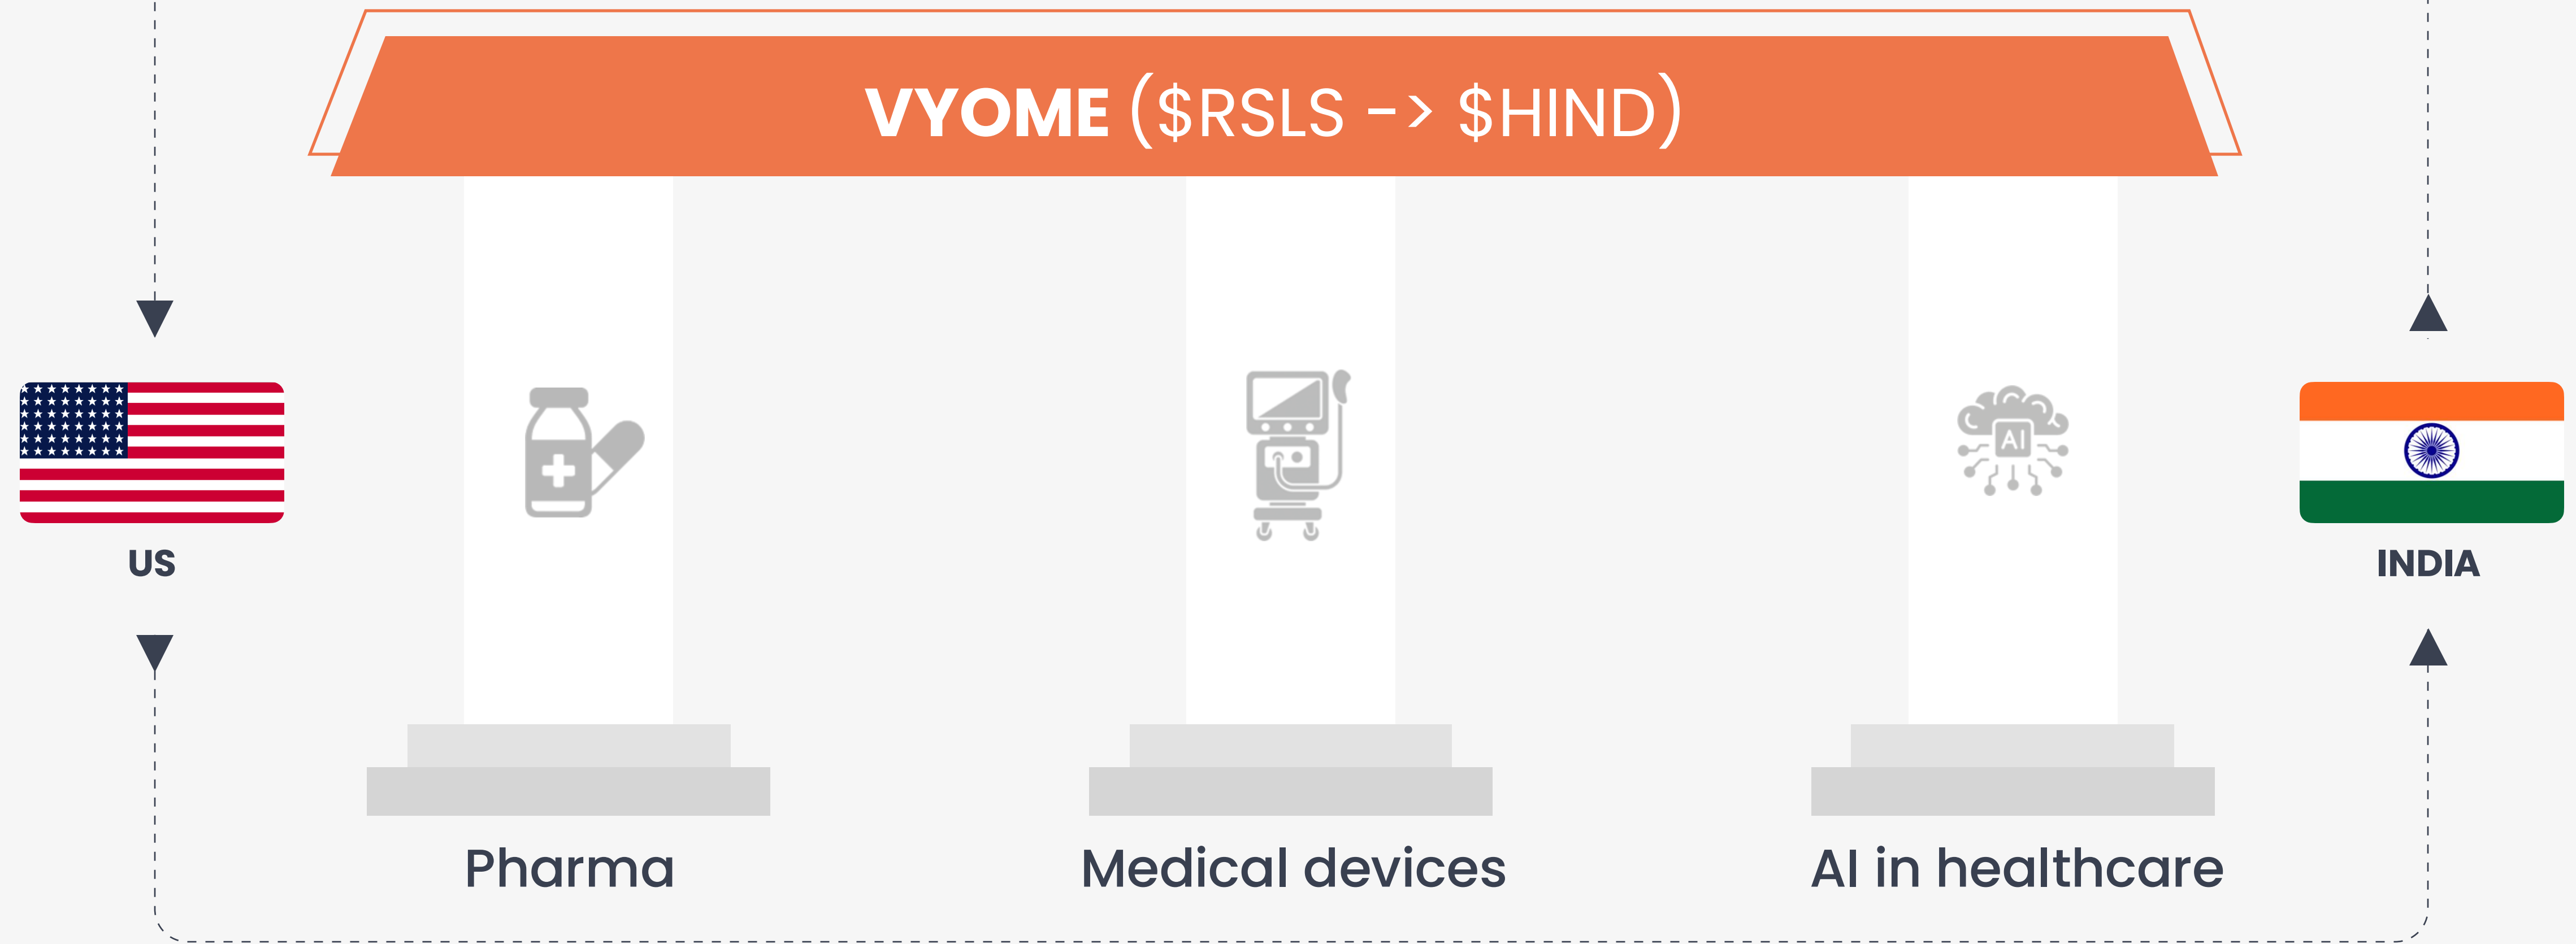 VYOME ($RSLS -> $HIND)
AI
US
INDIA
Pharma
Medical devices
AI in healthcare